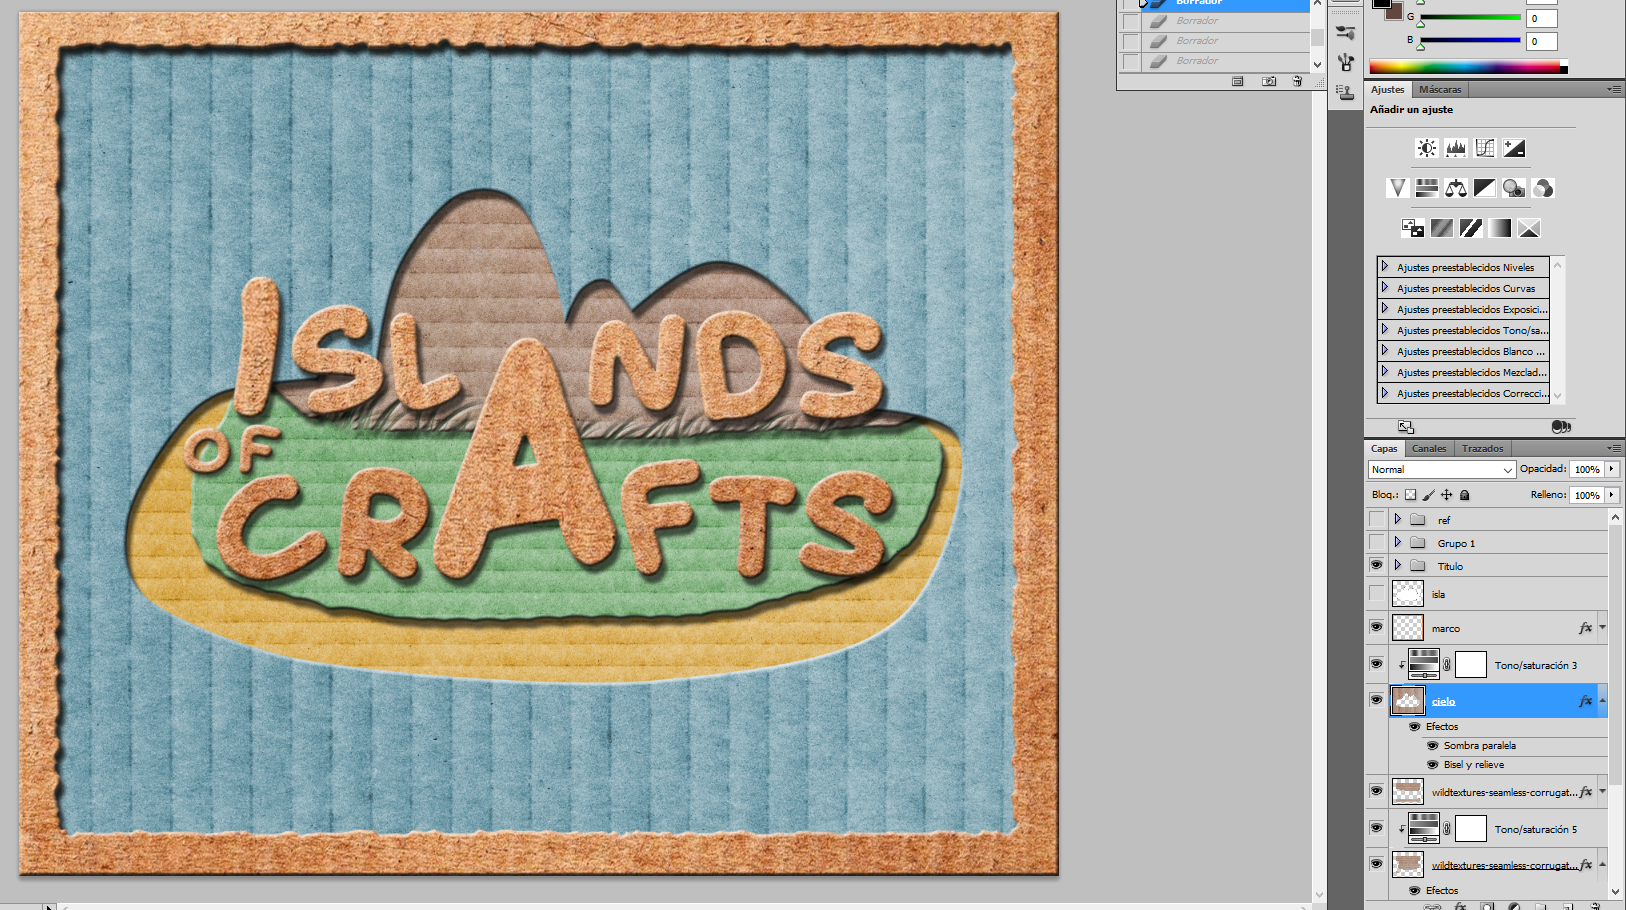 ISLANDS
OF
CRAFTS
Borrador
Borrador
Borrador
Borrador
G 0
B 0
Ajustes Máscaras
Añadir un ajuste
Ajustes preestablecidos Niveles
Ajustes preestablecidos Curvas
Ajustes preestablecidos Exposici...
Ajustes preestablecidos Tono/sa...
Ajustes preestablecidos Blanco ...
Ajustes preestablecidos Mezclad...
Ajustes preestablecidos Correcci...
Capas Canales Trazados
Normal Opacidad: 100%
Bloq.: Relleno: 100%
ref
Grupo 1
Titulo
isla
marco fx
Tono/saturación 3
cielo fx
Efectos
Sombra paralela
Bisel y relieve
wildtextures-seamless-corrugat... fx
Tono/saturación 5
wildtextures-seamless-corrugat... fx
Efectos